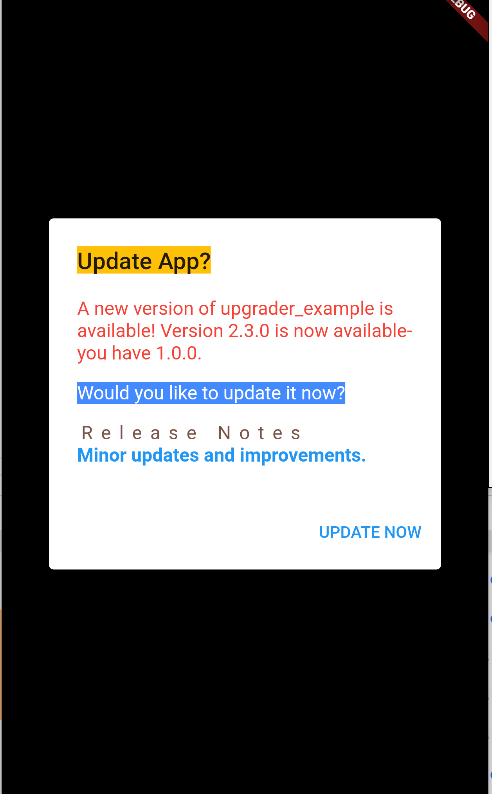 Update App?
A new version of upgrader_example is
available! Version 2.3.0 is now available-
you have 1.0.0.
Would you like to update it now?
Release Notes
Minor updates and improvements.
UPDATE NOW